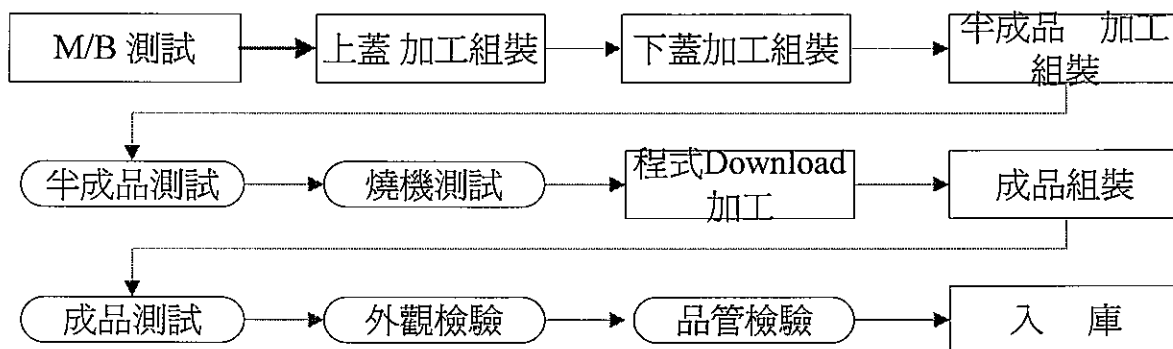 M/B 測試
上蓋 加工組裝
下蓋加工組裝
半成品 加工
組裝
半成品測試
燒機測試
程式Download
加工
成品組裝
成品測試
外觀檢驗
品管檢驗
入 庫